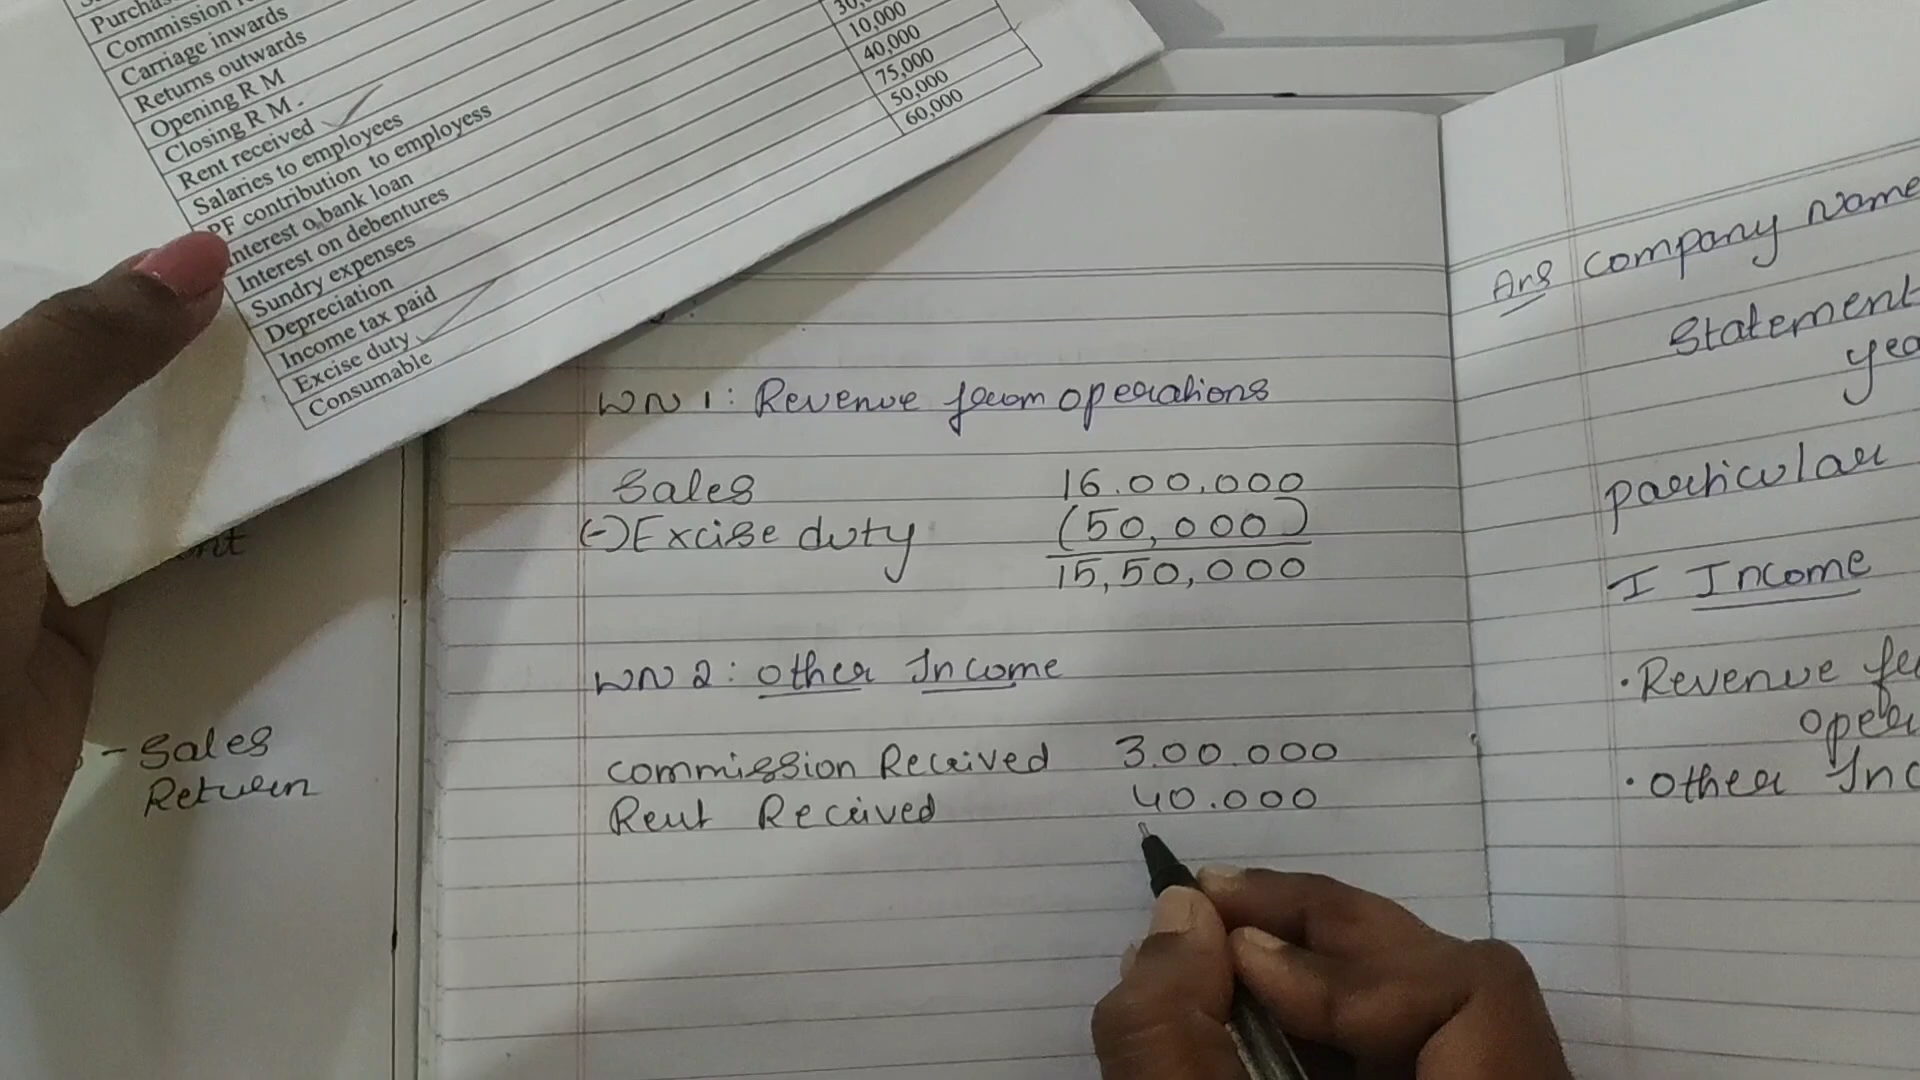 Commission
Carriage inwards
Returns outwards
Opening R M
Closing R M.
Rent received
Salaries to employees
PF contribution to employess
bank loan
Interest on debentures
Sundry expenses
Depreciation
Income tax paid
Excise duty
Consumable
10,000
40,000
75,000
50,000
60,000
- Sales
Return
WN 1: Revenue from operations
Sales 16.00.000
(-) Excise duty (50,000)
15,50,000
WN 2: other Income
commission Received 3.00.000
Rent Received 40.000
Ans Company Name
Statement
particular
I Income
• Revenue
• other Inc